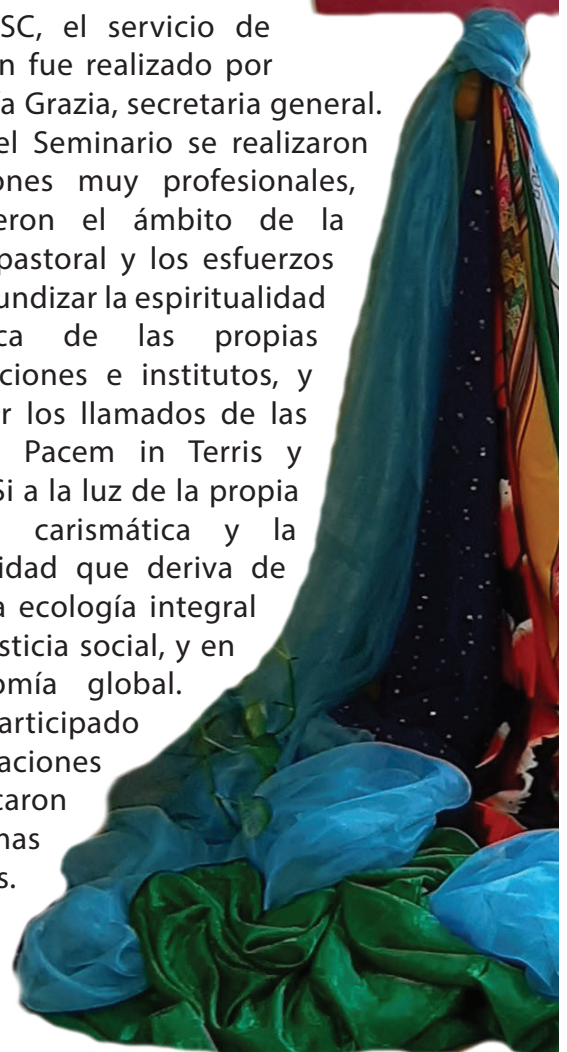 SC, el servicio de
n fue realizado por
ía Grazia, secretaria general.
el Seminario se realizaron
ones muy profesionales,
eron el ámbito de la
pastoral y los esfuerzos
undizar la espiritualidad
ca de las propias
ciones e institutos, y
r los llamados de las
Pacem in Terris y
Si a la luz de la propia
carismática y la
idad que deriva de
a ecología integral
sticia social, y en
omía global.
articipado
aciones
caron
nas
s.